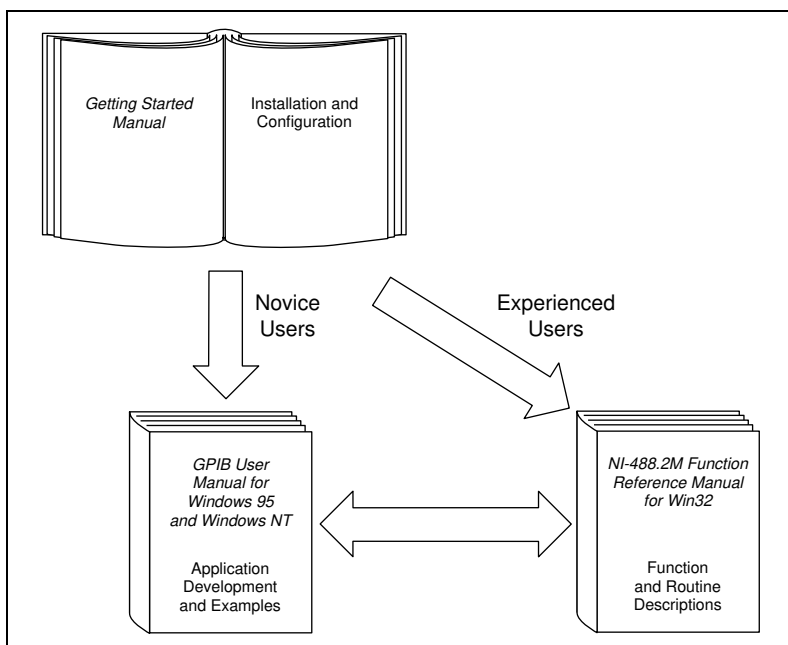 Getting Started
Manual
Installation and
Configuration
Novice
Users
Experienced
Users
GPIB User
Manual for
Windows 95
and Windows NT
Application
Development
and Examples
NI-488.2M Function
Reference Manual
for Win32
Function
and Routine
Descriptions